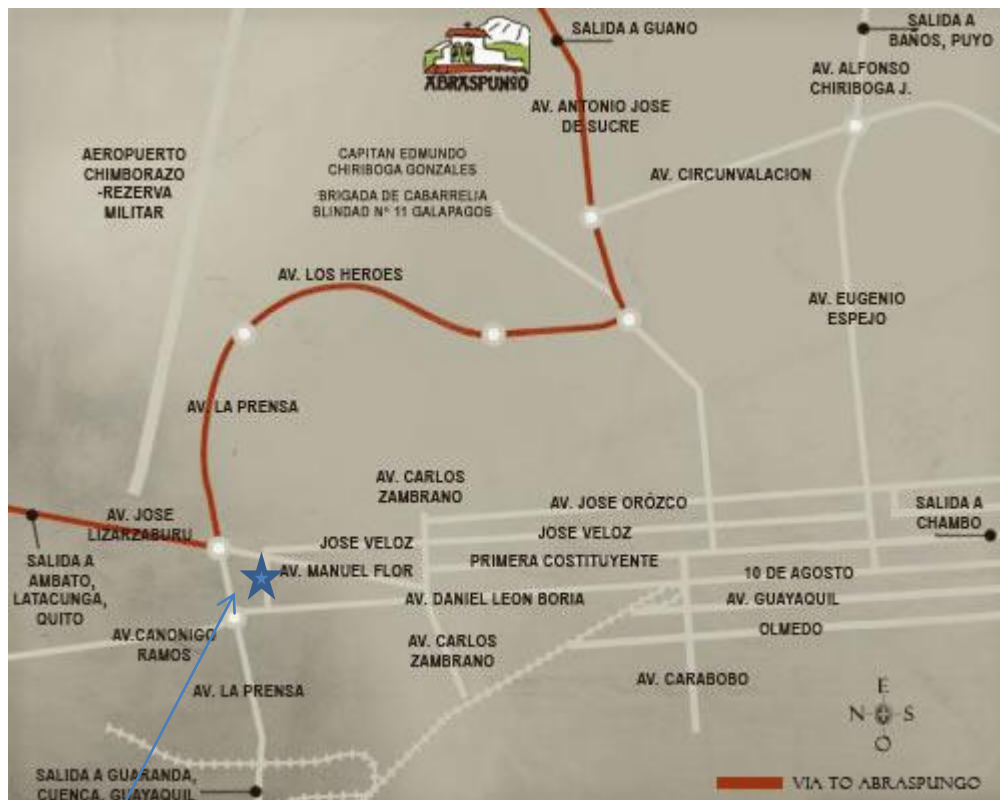 SALIDA A GUANO
SALIDA A
BAÑOS, PUYO
ABRASPUNGO
AV. ALFONSO
CHIRIBOGA J.
AV. ANTONIO JOSE
DE SUCRE
AEROPUERTO
CHIMBORAZO
-REZERVA
MILITAR
CAPITAN EDMUNDO
CHIRIBOGA GONZALES
BRIGADA DE CABARRELIA
BLINDAD Nº 11 GALAPAGOS
AV. CIRCUNVALACION
AV. LOS HEROES
AV. EUGENIO
ESPEJO
AV. LA PRENSA
AV. CARLOS
ZAMBRANO
AV. JOSE ORÓZCO
SALIDA A
CHAMBO
AV. JOSE
LIZARZABURU
JOSE VELOZ
JOSE VELOZ
PRIMERA COSTITUYENTE
SALIDA A
AMBATO,
LATACUNGA,
QUITO
AV. MANUEL FLOR
10 DE AGOSTO
AV. DANIEL LEON BORIA
AV. GUAYAQUIL
OLMEDO
AV.CANONIGO
RAMOS
AV. CARLOS
ZAMBRANO
AV. LA PRENSA
AV. CARABOBO
E
N S
O
SALIDA A GUARANDA,
CUENCA, GUAYAQUIL
VIA TO ABRASPUNGO